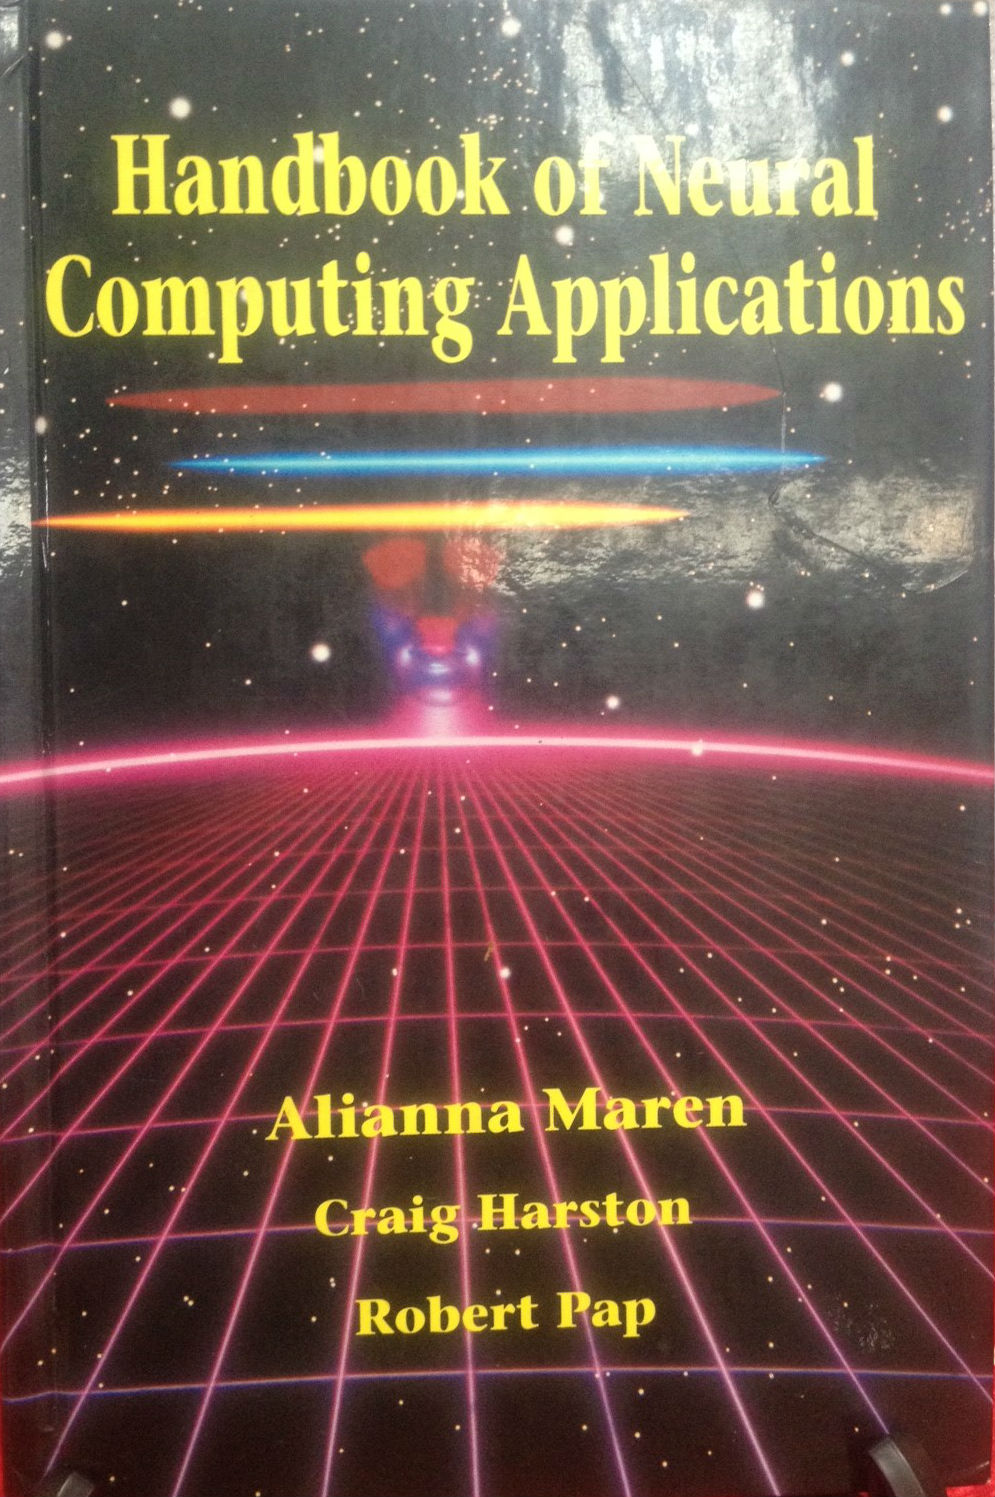 Handbook of Neural
Computing Applications
Alianna Maren
Craig Harston
Robert Pap